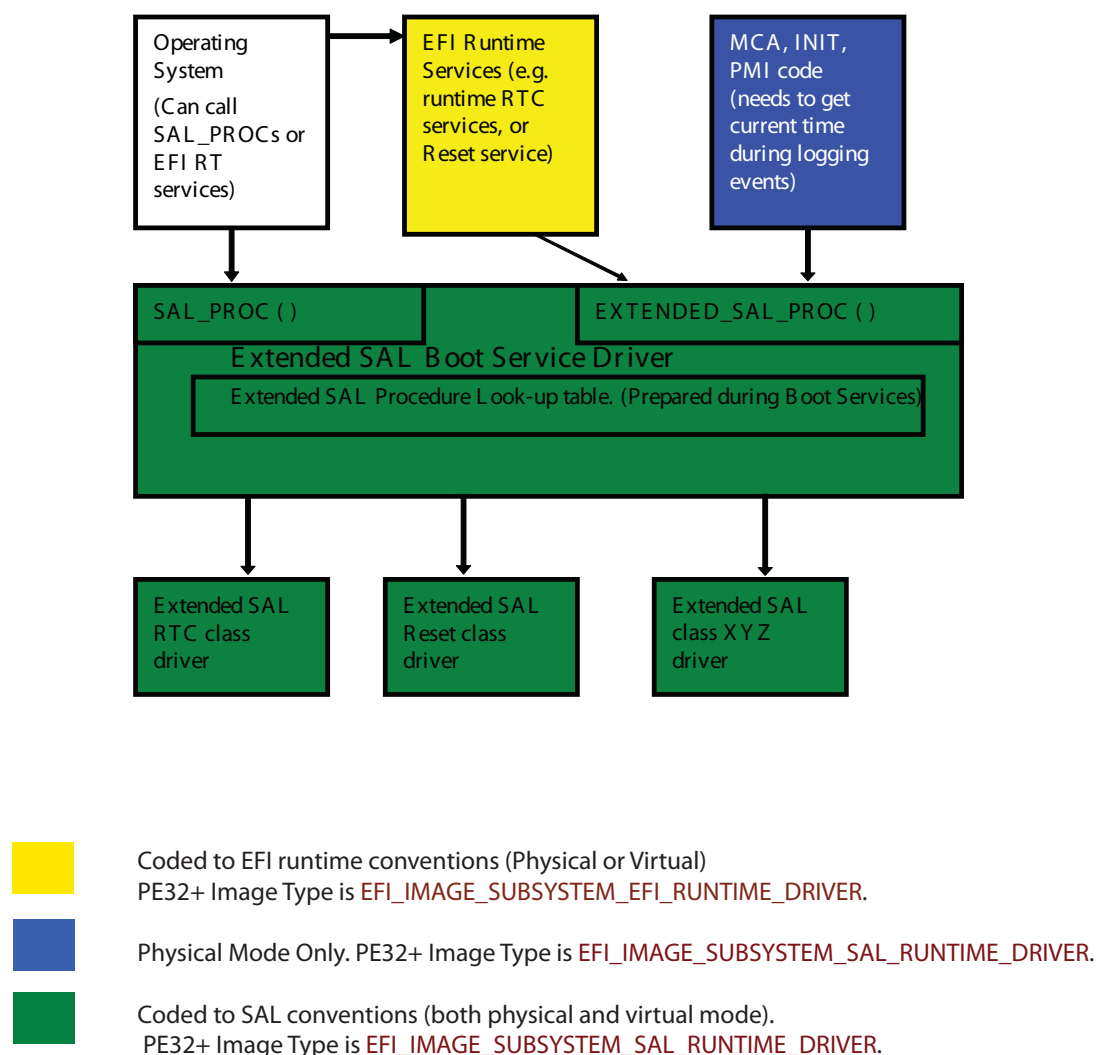 Operating
System
(Can call
SAL_PROCs or
EFI RT
services)
EFI Runtime
Services (e.g.
runtime RTC
services, or
Reset service)
MCA, INIT,
PMI code
(needs to get
current time
during logging
events)
SAL_PROC ( )
EXTENDED_SAL_PROC ( )
Extended SAL Boot Service Driver
Extended SAL Procedure Look-up table. (Prepared during Boot Services)
Extended SAL
RTC class
driver
Extended SAL
Reset class
driver
Extended SAL
class XYZ
driver
Coded to EFI runtime conventions (Physical or Virtual)
PE32+ Image Type is EFI_IMAGE_SUBSYSTEM_EFI_RUNTIME_DRIVER.
Physical Mode Only. PE32+ Image Type is EFI_IMAGE_SUBSYSTEM_SAL_RUNTIME_DRIVER.
Coded to SAL conventions (both physical and virtual mode).
PE32+ Image Type is EFI_IMAGE_SUBSYSTEM_SAL_RUNTIME_DRIVER.